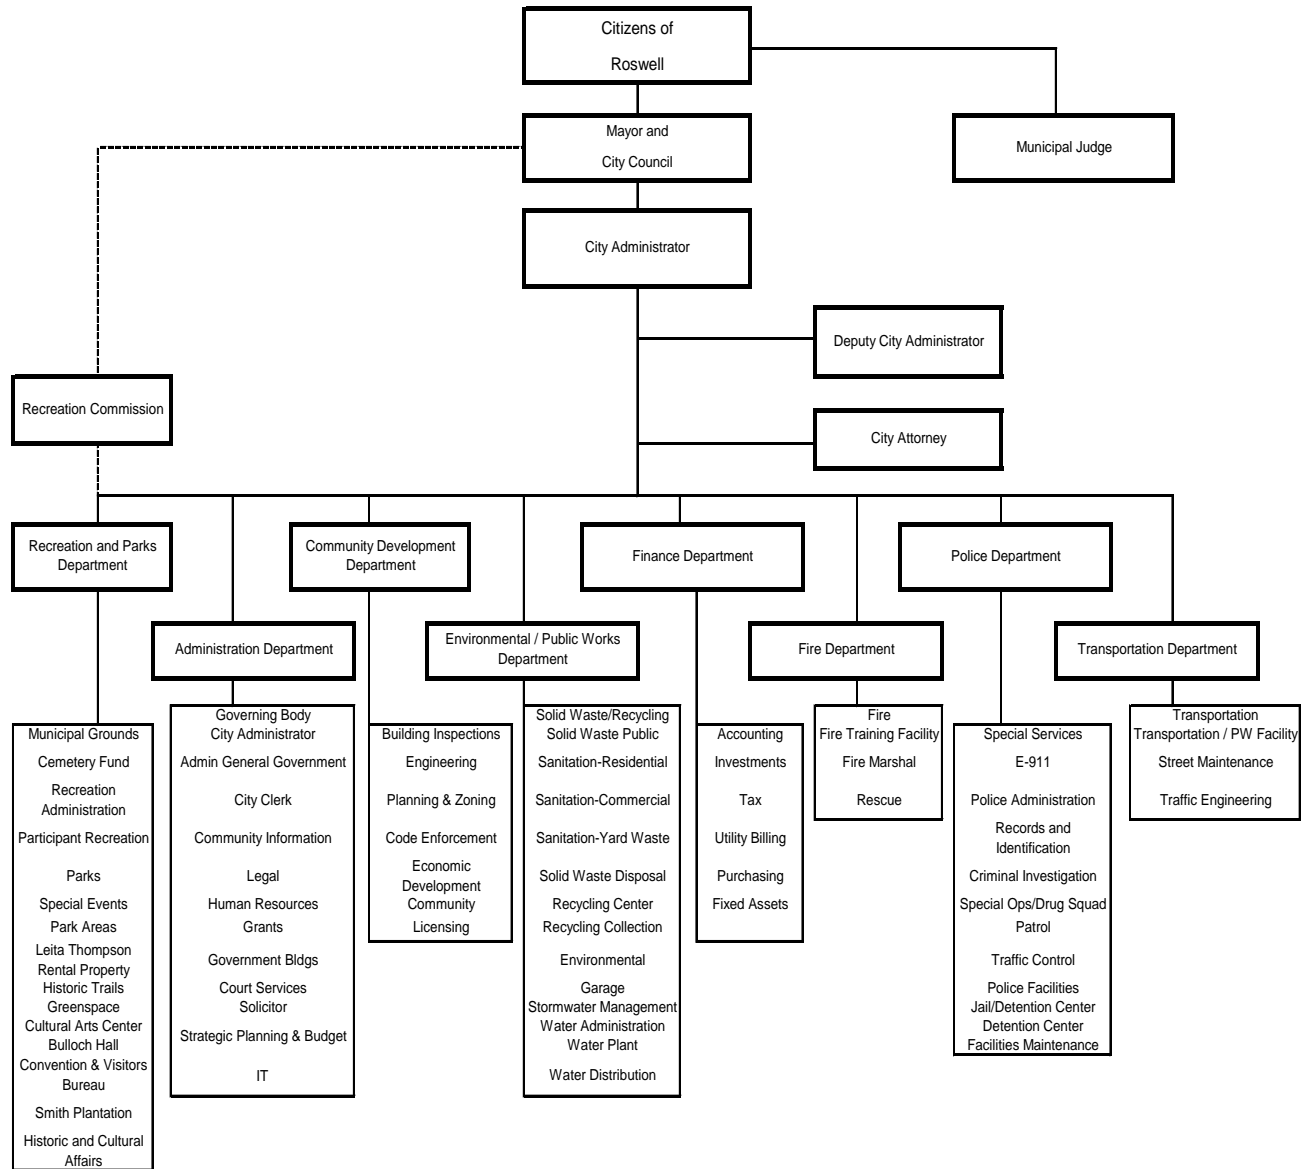 Citizens of
Roswell
Mayor and
City Council
Municipal Judge
City Administrator
Deputy City Administrator
Recreation Commission
City Attorney
Recreation and Parks
Department
Community Development
Department
Finance Department
Police Department
Administration Department
Environmental / Public Works
Department
Fire Department
Transportation Department
Municipal Grounds
Cemetery Fund
Recreation
Administration
Participant Recreation
Parks
Special Events
Park Areas
Leita Thompson
Rental Property
Historic Trails
Greenspace
Cultural Arts Center
Bulloch Hall
Convention & Visitors
Bureau
Smith Plantation
Historic and Cultural
Affairs
Governing Body
City Administrator
Admin General Government
City Clerk
Community Information
Legal
Human Resources
Grants
Government Bldgs
Court Services
Solicitor
Strategic Planning & Budget
IT
Building Inspections
Engineering
Planning & Zoning
Code Enforcement
Economic
Development
Community
Licensing
Solid Waste/Recycling
Solid Waste Public
Sanitation-Residential
Sanitation-Commercial
Sanitation-Yard Waste
Solid Waste Disposal
Recycling Center
Recycling Collection
Environmental
Garage
Stormwater Management
Water Administration
Water Plant
Water Distribution
Accounting
Investments
Tax
Utility Billing
Purchasing
Fixed Assets
Fire
Fire Training Facility
Fire Marshal
Rescue
Special Services
E-911
Police Administration
Records and
Identification
Criminal Investigation
Special Ops/Drug Squad
Patrol
Traffic Control
Police Facilities
Jail/Detention Center
Detention Center
Facilities Maintenance
Transportation
Transportation / PW Facility
Street Maintenance
Traffic Engineering